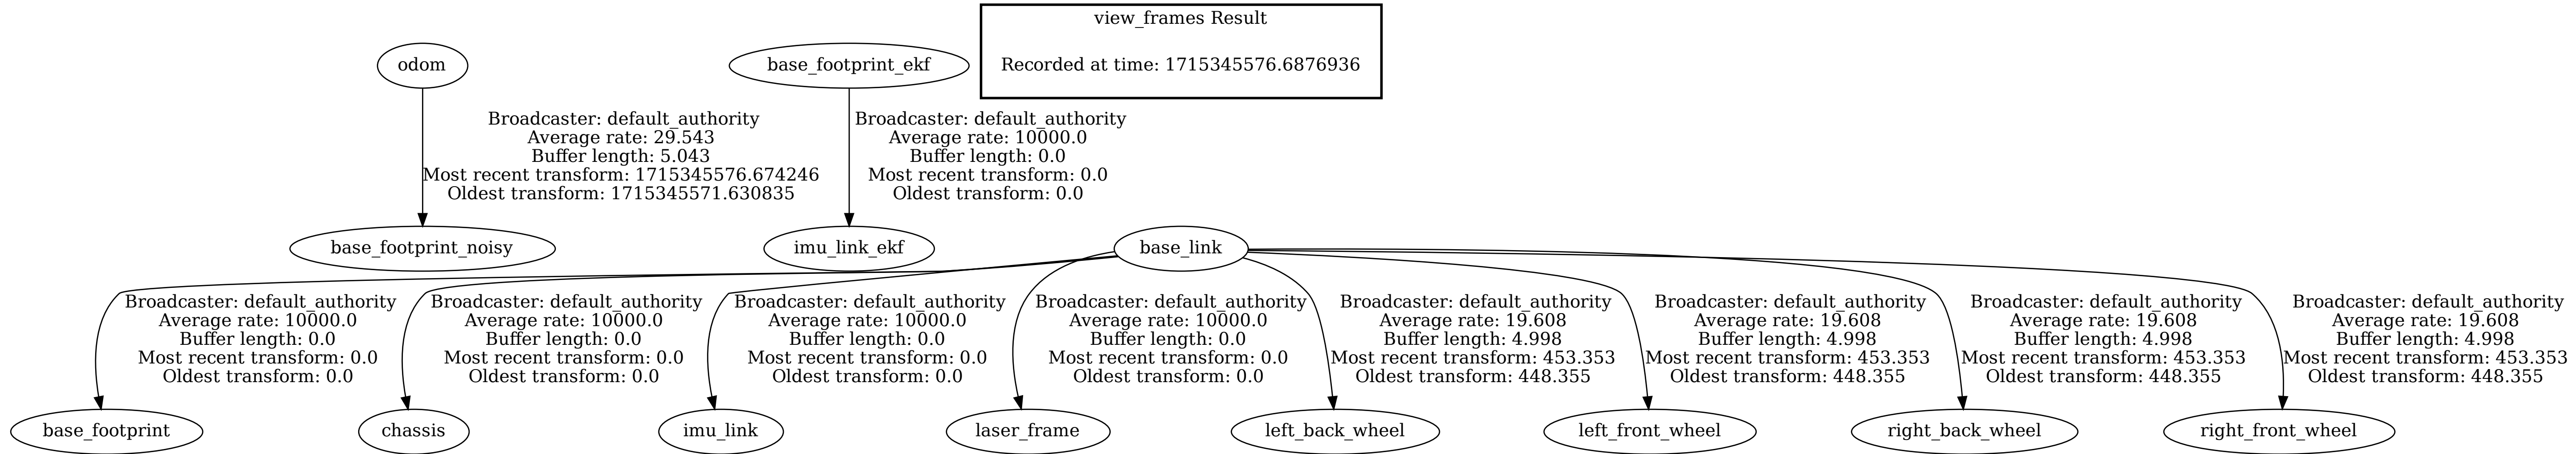 view_frames Result
odom
base_footprint_ekf
Recorded at time: 1715345576.6876936
Broadcaster: default_authority
Average rate: 29.543
Buffer length: 5.043
Most recent transform: 1715345576.674246
Oldest transform: 1715345571.630835
Broadcaster: default_authority
Average rate: 10000.0
Buffer length: 0.0
Most recent transform: 0.0
Oldest transform: 0.0
base_footprint_noisy
imu_link_ekf
base_link
Broadcaster: default_authority
Average rate: 10000.0
Buffer length: 0.0
Most recent transform: 0.0
Oldest transform: 0.0
Broadcaster: default_authority
Average rate: 10000.0
Buffer length: 0.0
Most recent transform: 0.0
Oldest transform: 0.0
Broadcaster: default_authority
Average rate: 10000.0
Buffer length: 0.0
Most recent transform: 0.0
Oldest transform: 0.0
Broadcaster: default_authority
Average rate: 10000.0
Buffer length: 0.0
Most recent transform: 0.0
Oldest transform: 0.0
Broadcaster: default_authority
Average rate: 19.608
Buffer length: 4.998
Most recent transform: 453.353
Oldest transform: 448.355
Broadcaster: default_authority
Average rate: 19.608
Buffer length: 4.998
Most recent transform: 453.353
Oldest transform: 448.355
Broadcaster: default_authority
Average rate: 19.608
Buffer length: 4.998
Most recent transform: 453.353
Oldest transform: 448.355
Broadcaster: default_authority
Average rate: 19.608
Buffer length: 4.998
Most recent transform: 453.353
Oldest transform: 448.355
base_footprint
chassis
imu_link
laser_frame
left_back_wheel
left_front_wheel
right_back_wheel
right_front_wheel